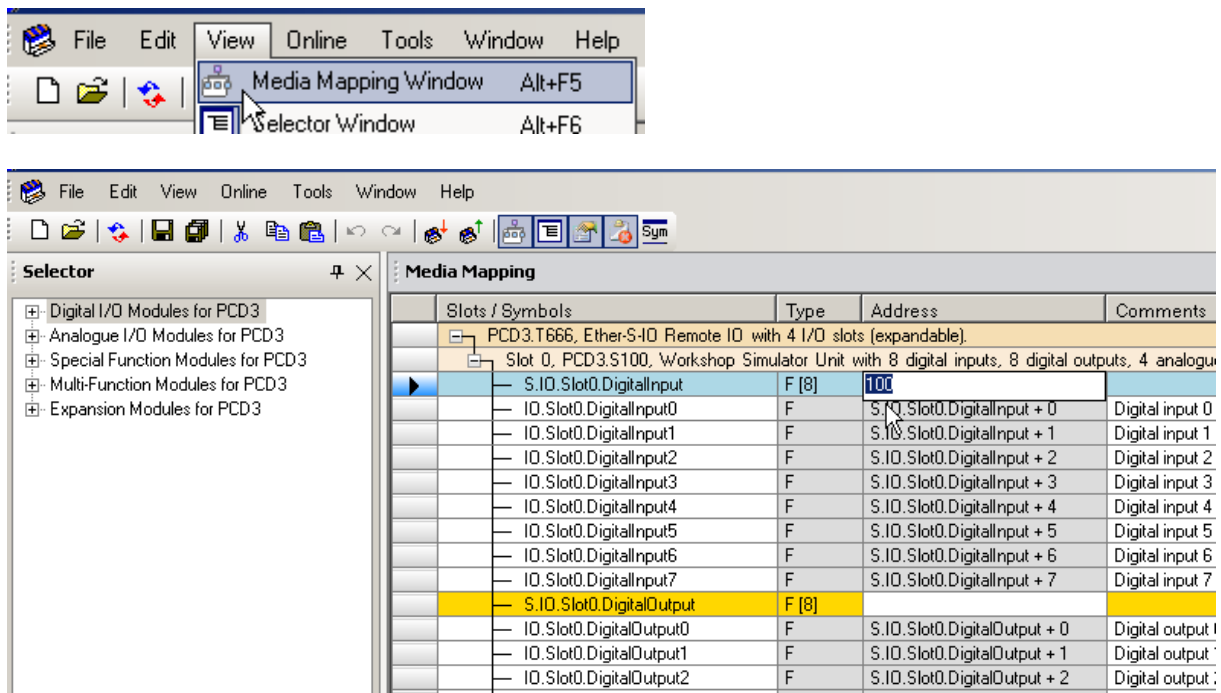 File Edit View Online Tools Window Help
Media Mapping Window Alt+F5
Selector Window Alt+F6
File Edit View Online Tools Window Help
Sym
Selector
Media Mapping
Digital I/O Modules for PCD3
Analogue I/O Modules for PCD3
Special Function Modules for PCD3
Multi-Function Modules for PCD3
Expansion Modules for PCD3
Slots / Symbols Type Address Comments
PCD3.T666, Ether-S-IO Remote IO with 4 I/O slots (expandable).
Slot 0, PCD3.S100, Workshop Simulator Unit with 8 digital inputs, 8 digital outputs, 4 analogue
S.IO.Slot0.DigitalInput F [8] 100
IO.Slot0.DigitalInput0 F S.IO.Slot0.DigitalInput + 0 Digital input 0
IO.Slot0.DigitalInput1 F S.IO.Slot0.DigitalInput + 1 Digital input 1
IO.Slot0.DigitalInput2 F S.IO.Slot0.DigitalInput + 2 Digital input 2
IO.Slot0.DigitalInput3 F S.IO.Slot0.DigitalInput + 3 Digital input 3
IO.Slot0.DigitalInput4 F S.IO.Slot0.DigitalInput + 4 Digital input 4
IO.Slot0.DigitalInput5 F S.IO.Slot0.DigitalInput + 5 Digital input 5
IO.Slot0.DigitalInput6 F S.IO.Slot0.DigitalInput + 6 Digital input 6
IO.Slot0.DigitalInput7 F S.IO.Slot0.DigitalInput + 7 Digital input 7
S.IO.Slot0.DigitalOutput F [8]
IO.Slot0.DigitalOutput0 F S.IO.Slot0.DigitalOutput + 0 Digital output
IO.Slot0.DigitalOutput1 F S.IO.Slot0.DigitalOutput + 1 Digital output
IO.Slot0.DigitalOutput2 F S.IO.Slot0.DigitalOutput + 2 Digital output